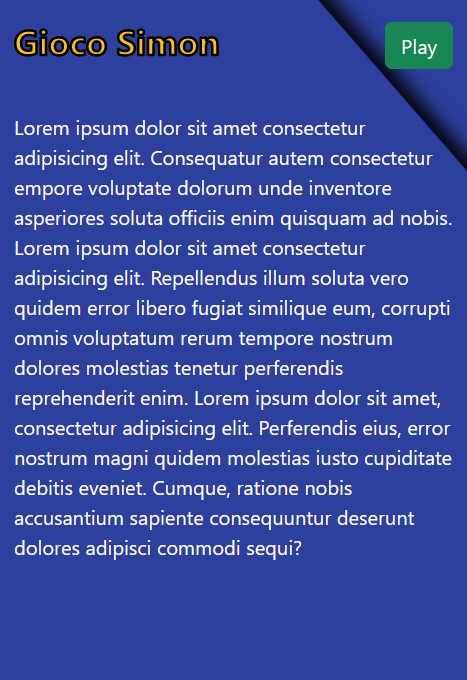 Gioco Simon
Play
Lorem ipsum dolor sit amet consectetur
adipisicing elit. Consequatur autem consectetur
empore voluptate dolorum unde inventore
asperiores soluta officiis enim quisquam ad nobis.
Lorem ipsum dolor sit amet consectetur
adipisicing elit. Repellendus illum soluta vero
quidem error libero fugiat similique eum, corrupti
omnis voluptatum rerum tempore nostrum
dolores molestias tenetur perferendis
reprehenderit enim. Lorem ipsum dolor sit amet,
consectetur adipisicing elit. Perferendis eius, error
nostrum magni quidem molestias iusto cupiditate
debitis eveniet. Cumque, ratione nobis
accusantium sapiente consequuntur deserunt
dolores adipisci commodi sequi?